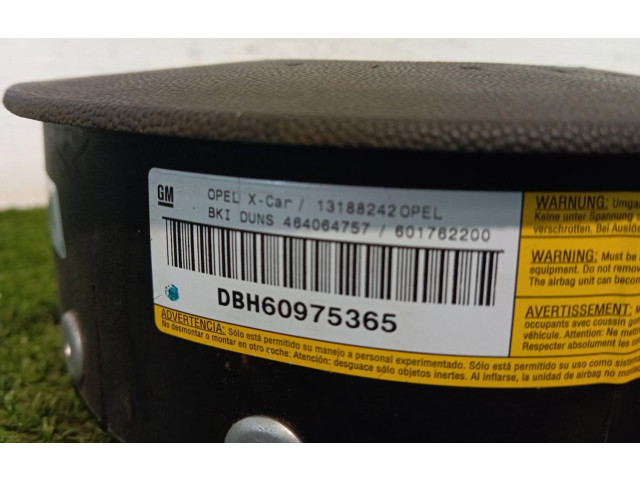 GM
OPEL X-Car / 13188242 OPEL
BKI DUNS 464064757 / 601762200
DBH60975365
WARNUNG:
Keine unter Spannung
verschrotten. Bei
WARNING: Must be
equipment. Do not remov
The airbag unit can become
AVERTISSEMENT:
occupants avec coussin
véhicule. Attention: Ne mett
Respecter absolument les
ADVERTENCIA: Sólo está permitido su manejo a personal experimentado. Sólo está permitido su uso como
No desmontar o montar en otro coche. Atención: desguace sólo objetos inertes. Al inflarse, la unidad de airbag no